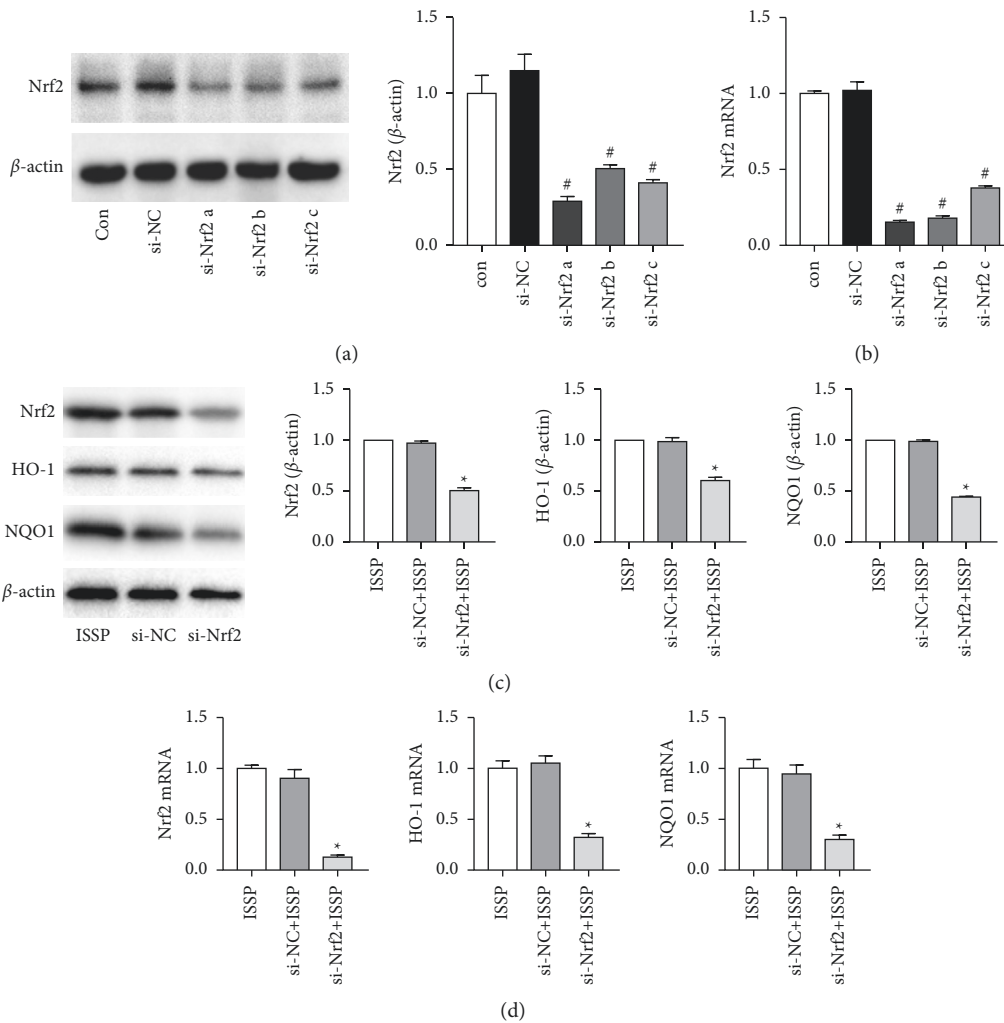 Nrf2
β-actin
Con
si-NC
si-Nrf2 a
si-Nrf2 b
si-Nrf2 c
1.5
1.0
0.5
0.0
Nrf2 (β-actin)
#
#
#
con
si-NC
si-Nrf2 a
si-Nrf2 b
si-Nrf2 c
(a)
1.5
1.0
0.5
0.0
Nrf2 mRNA
#
#
#
con
si-NC
si-Nrf2 a
si-Nrf2 b
si-Nrf2 c
(b)
Nrf2
HO-1
NQO1
β-actin
ISSP si-NC si-Nrf2
1.5
1.0
0.5
0.0
Nrf2 (β-actin)
*
ISSP
si-NC+ISSP
si-Nrf2+ISSP
1.5
1.0
0.5
0.0
HO-1 (β-actin)
*
ISSP
si-NC+ISSP
si-Nrf2+ISSP
1.5
1.0
0.5
0.0
NQO1 (β-actin)
*
ISSP
si-NC+ISSP
si-Nrf2+ISSP
(c)
1.5
1.0
0.5
0.0
Nrf2 mRNA
*
ISSP
si-NC+ISSP
si-Nrf2+ISSP
1.5
1.0
0.5
0.0
HO-1 mRNA
*
ISSP
si-NC+ISSP
si-Nrf2+ISSP
1.5
1.0
0.5
0.0
NQO1 mRNA
*
ISSP
si-NC+ISSP
si-Nrf2+ISSP
(d)